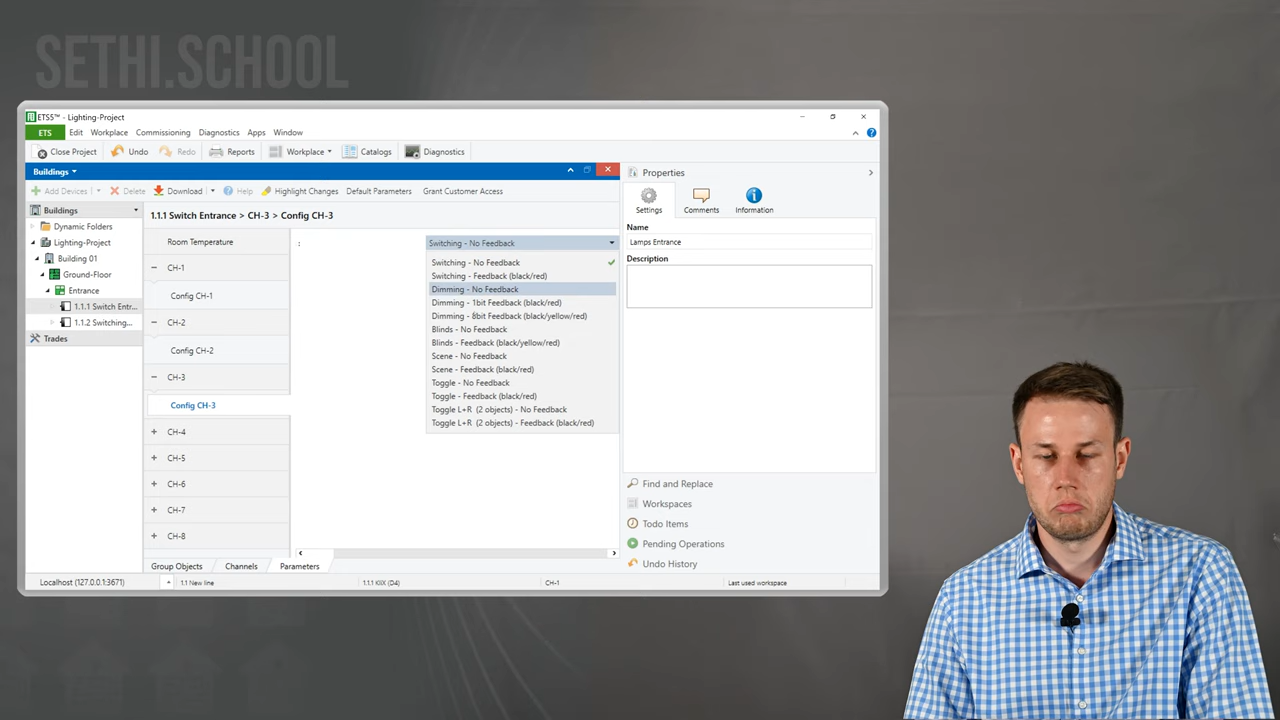 SETHI.SCHOOL
ETS5™ - Lighting-Project
ETS Edit Workplace Commissioning Diagnostics Apps Window
Close Project Undo Redo Reports Workplace Catalogs Diagnostics
Buildings
Add Devices Delete Download Help Highlight Changes Default Parameters Grant Customer Access
Buildings
Dynamic Folders
Lighting-Project
Building 01
Ground-Floor
Entrance
1.1.1 Switch Entr...
1.1.2 Switching...
Trades
1.1.1 Switch Entrance > CH-3 > Config CH-3
Room Temperature
CH-1
Config CH-1
CH-2
Config CH-2
CH-3
Config CH-3
CH-4
CH-5
CH-6
CH-7
CH-8
:
Switching - No Feedback
Switching - No Feedback
Switching - Feedback (black/red)
Dimming - No Feedback
Dimming - 1bit Feedback (black/red)
Dimming - 8bit Feedback (black/yellow/red)
Blinds - No Feedback
Blinds - Feedback (black/yellow/red)
Scene - No Feedback
Scene - Feedback (black/red)
Toggle - No Feedback
Toggle - Feedback (black/red)
Toggle L+R (2 objects) - No Feedback
Toggle L+R (2 objects) - Feedback (black/red)
Group Objects Channels Parameters
Properties
Settings Comments Information
Name
Lamps Entrance
Description
Find and Replace
Workspaces
Todo Items
Pending Operations
Undo History
Localhost (127.0.0.1:3671) 1.1 New line 1.1.1 KIIX (D4) CH-1 Last used workspace